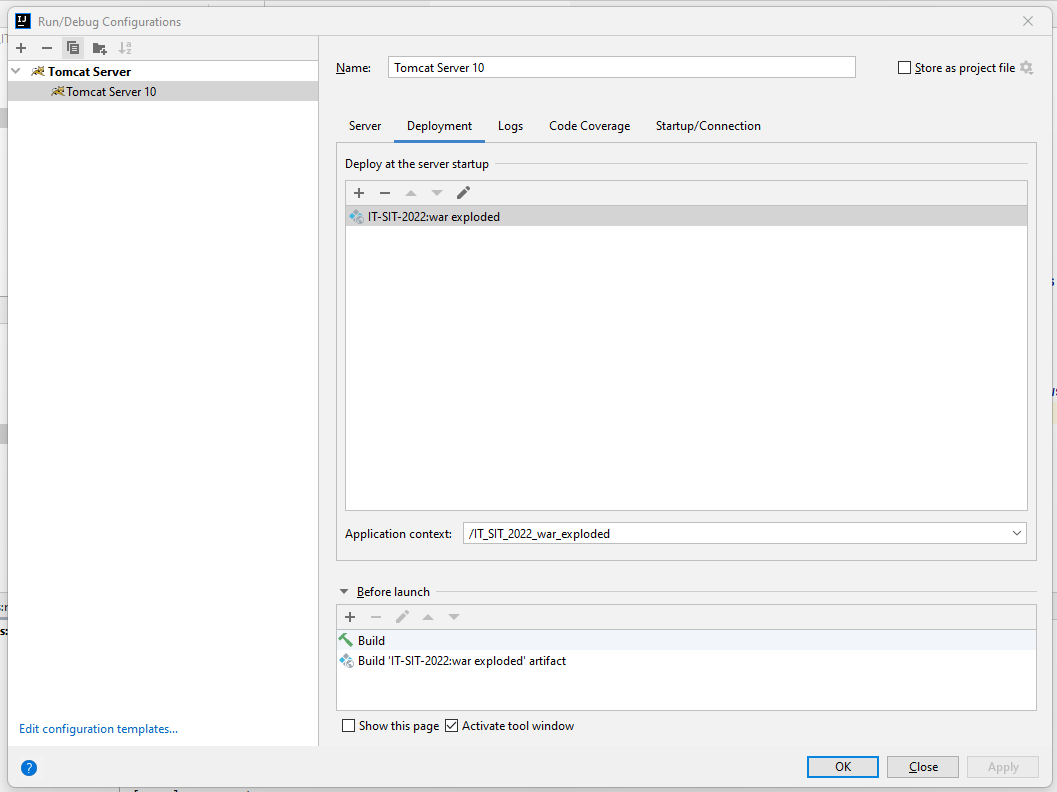 Run/Debug Configurations
Tomcat Server
Tomcat Server 10
Edit configuration templates...
Name: Tomcat Server 10
Store as project file
Server Deployment Logs Code Coverage Startup/Connection
Deploy at the server startup
IT-SIT-2022:war exploded
Application context: /IT_SIT_2022_war_exploded
Before launch
Build
Build 'IT-SIT-2022:war exploded' artifact
Show this page Activate tool window
? OK Close Apply